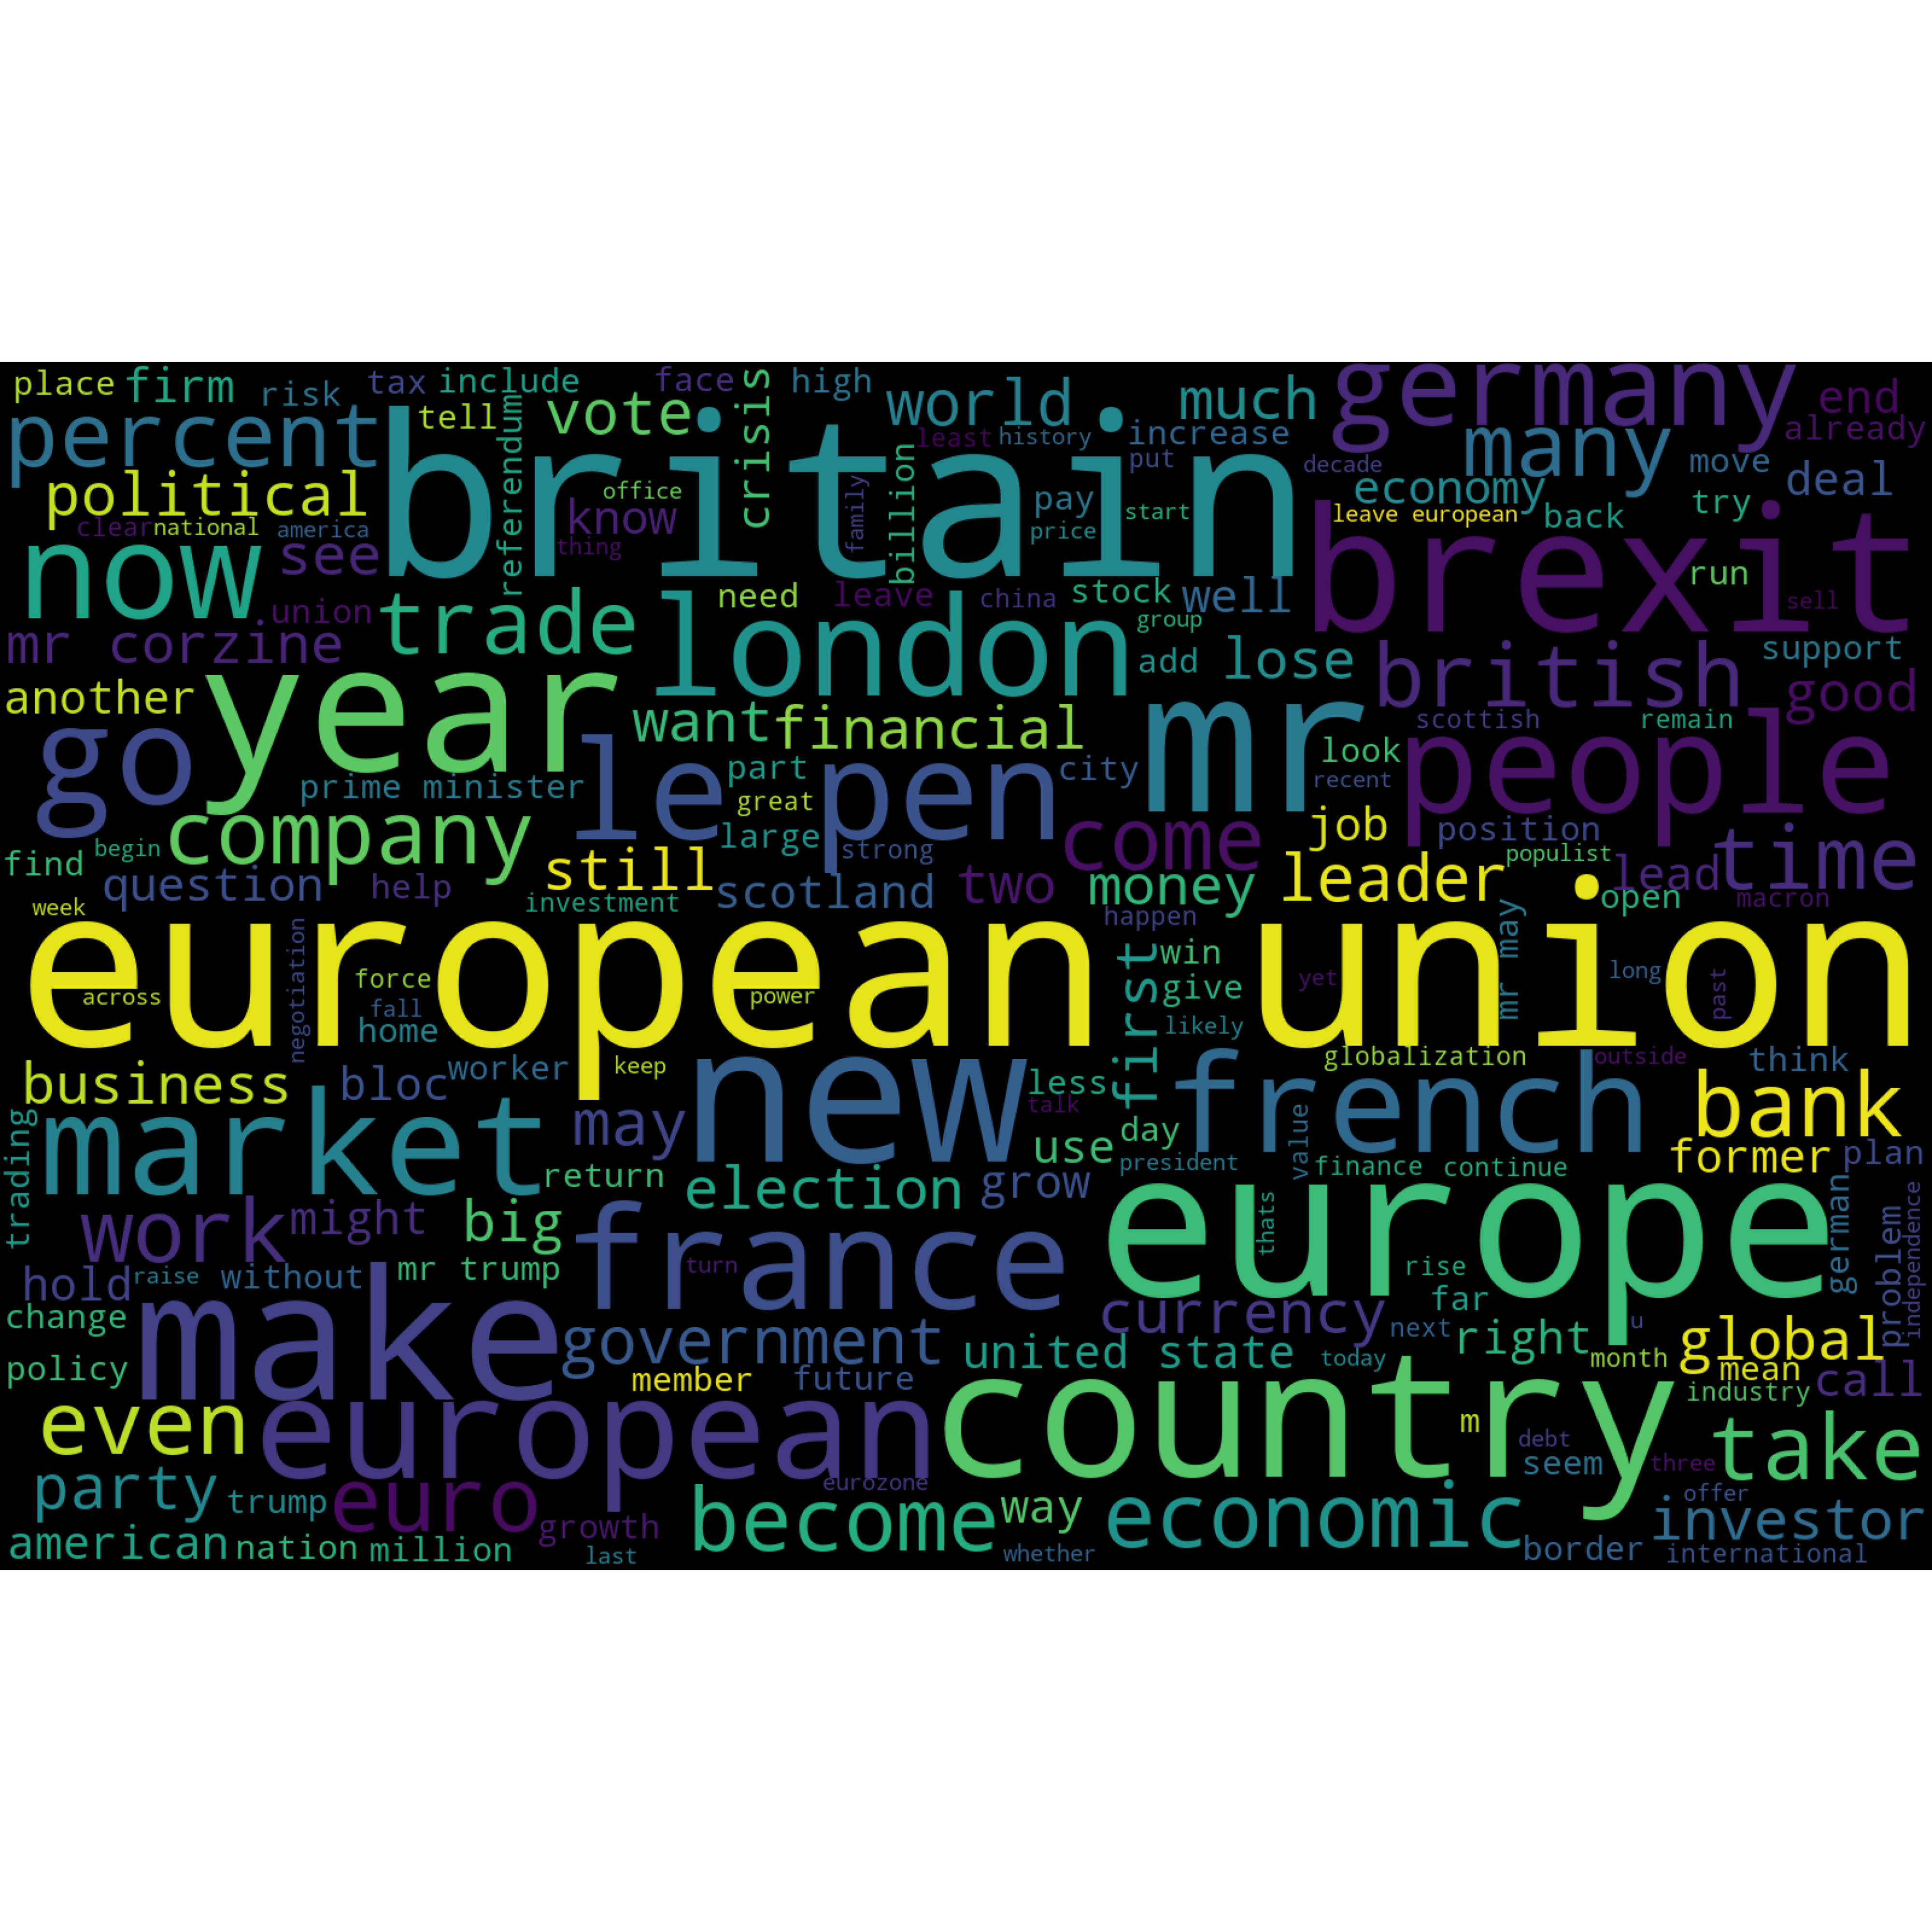 place firm risk tax include face crisis high world much germany end
percent tell vote britain least history increase many already
political office referendum know billion family put decade economy move deal
clear national america thing pay price start leave european back try brexit
now see union need leave china stock well run sell
mr corzine trade london group add lose british support
another year want financial mr look scottish remain good
go prime minister le pen part great city recent people
find begin company large strong come job position populist time
question help still investment scotland two money leader lead open macron
week european union happen
across negotiation force fall home power first win give likely yet mr may long past
business bloc worker keep new less talk french globalization outside think
trading market may use day president value bank
return election grow finance continue former plan
work might big france europe thats german problem independence
hold raise without mr trump turn rise far
change make government currency next right u global
policy member future united state today country month mean industry call
even european m debt seem three take
party trump euro eurozone become way economic offer investor
american nation million growth last whether border international